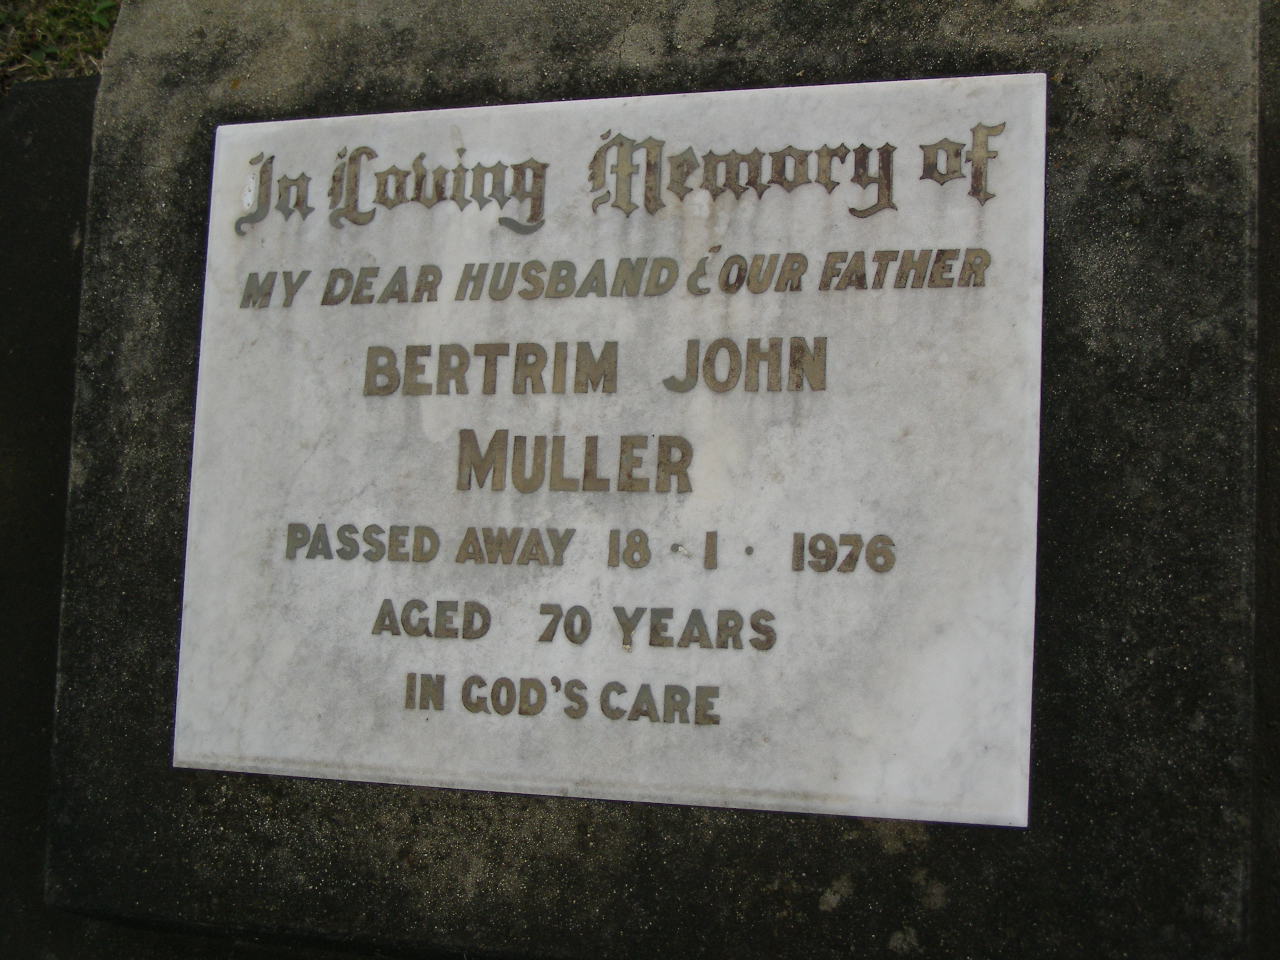 In Loving Memory of
MY DEAR HUSBAND & OUR FATHER
BERTRIM JOHN
MULLER
PASSED AWAY 18 · 1 · 1976
AGED 70 YEARS
IN GOD'S CARE